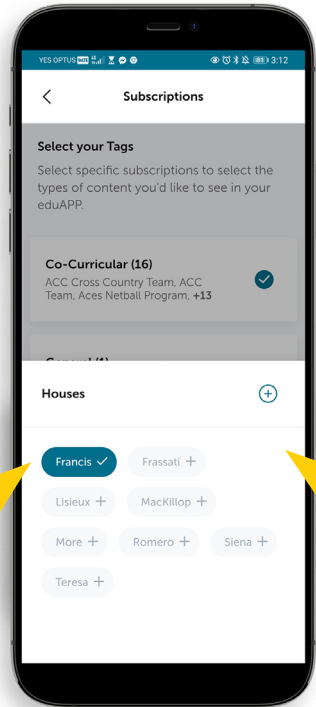 YES OPTUS 3:12
Subscriptions
Select your Tags
Select specific subscriptions to select the
types of content you'd like to see in your
eduAPP.
Co-Curricular (16)
ACC Cross Country Team, ACC
Team, Aces Netball Program, +13
General (1)
Houses
Francis
Frassati +
Lisieux + MacKillop +
More + Romero + Siena +
Teresa +